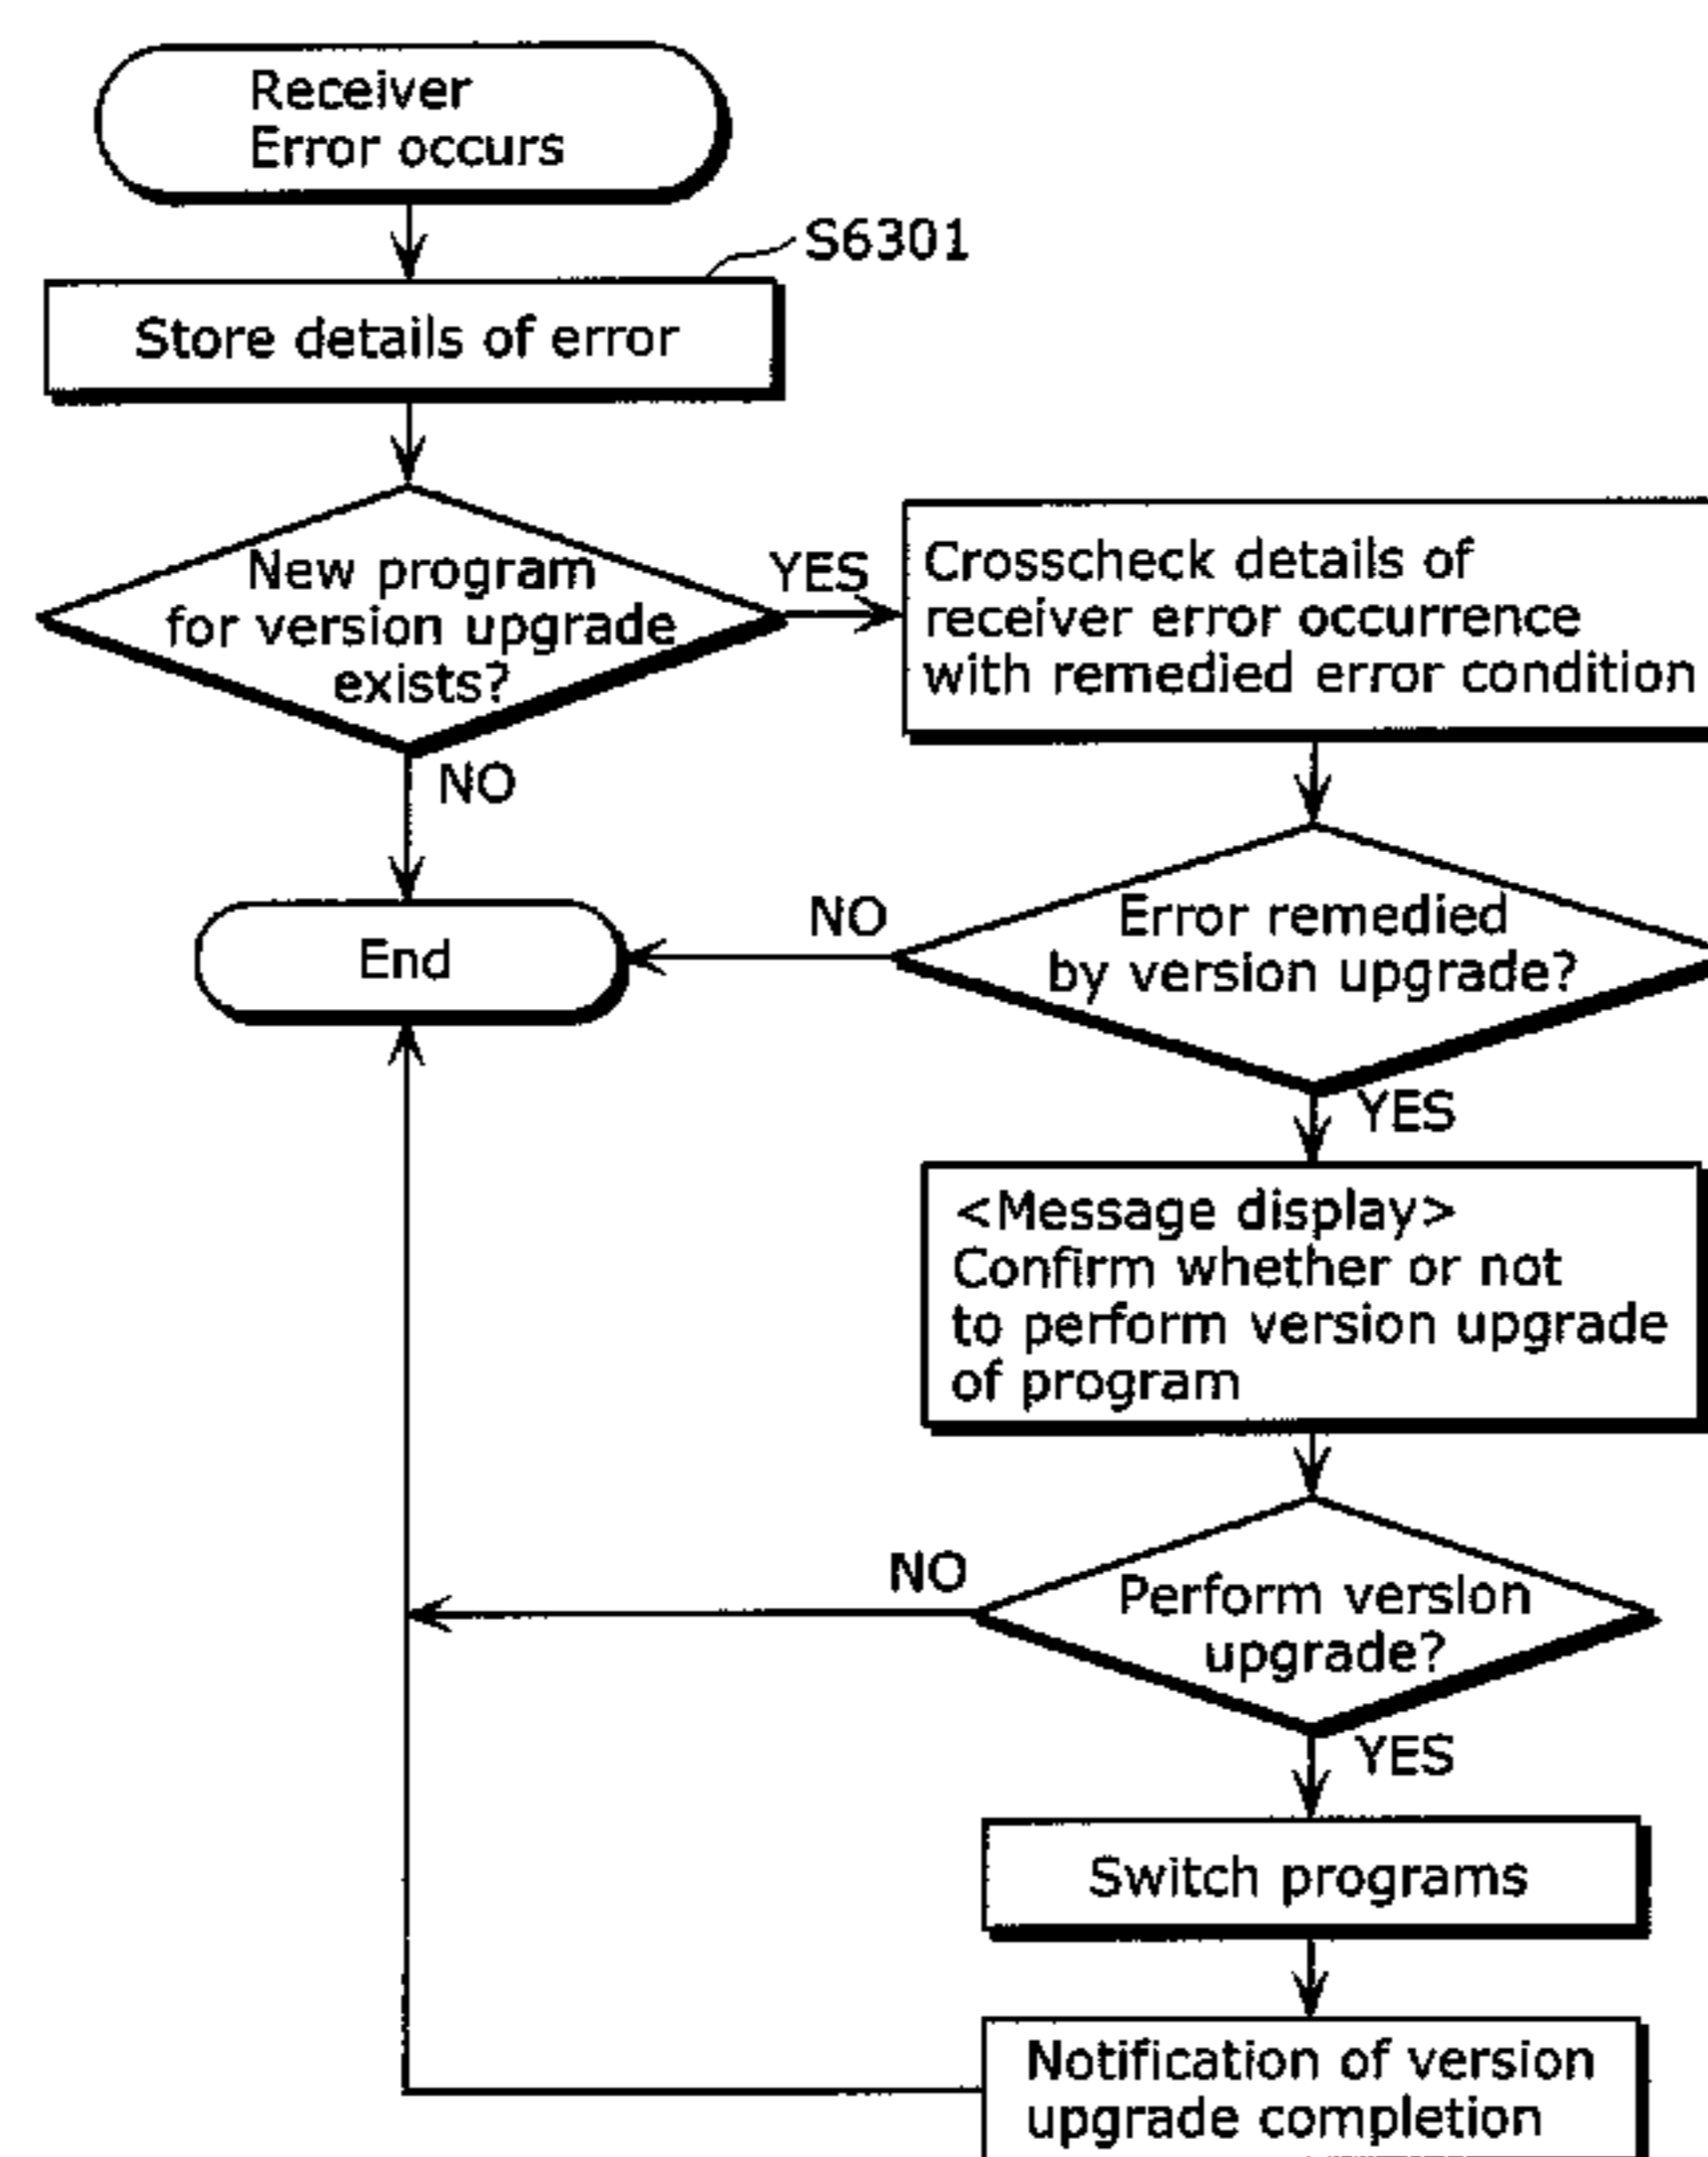 Receiver
Error occurs
S6301
Store details of error
New program
for version upgrade
exists?
YES
Crosscheck details of
receiver error occurrence
with remedied error condition
NO
End
NO
Error remedied
by version upgrade?
YES
<Message display>
Confirm whether or not
to perform version upgrade
of program
NO
Perform version
upgrade?
YES
Switch programs
Notification of version
upgrade completion